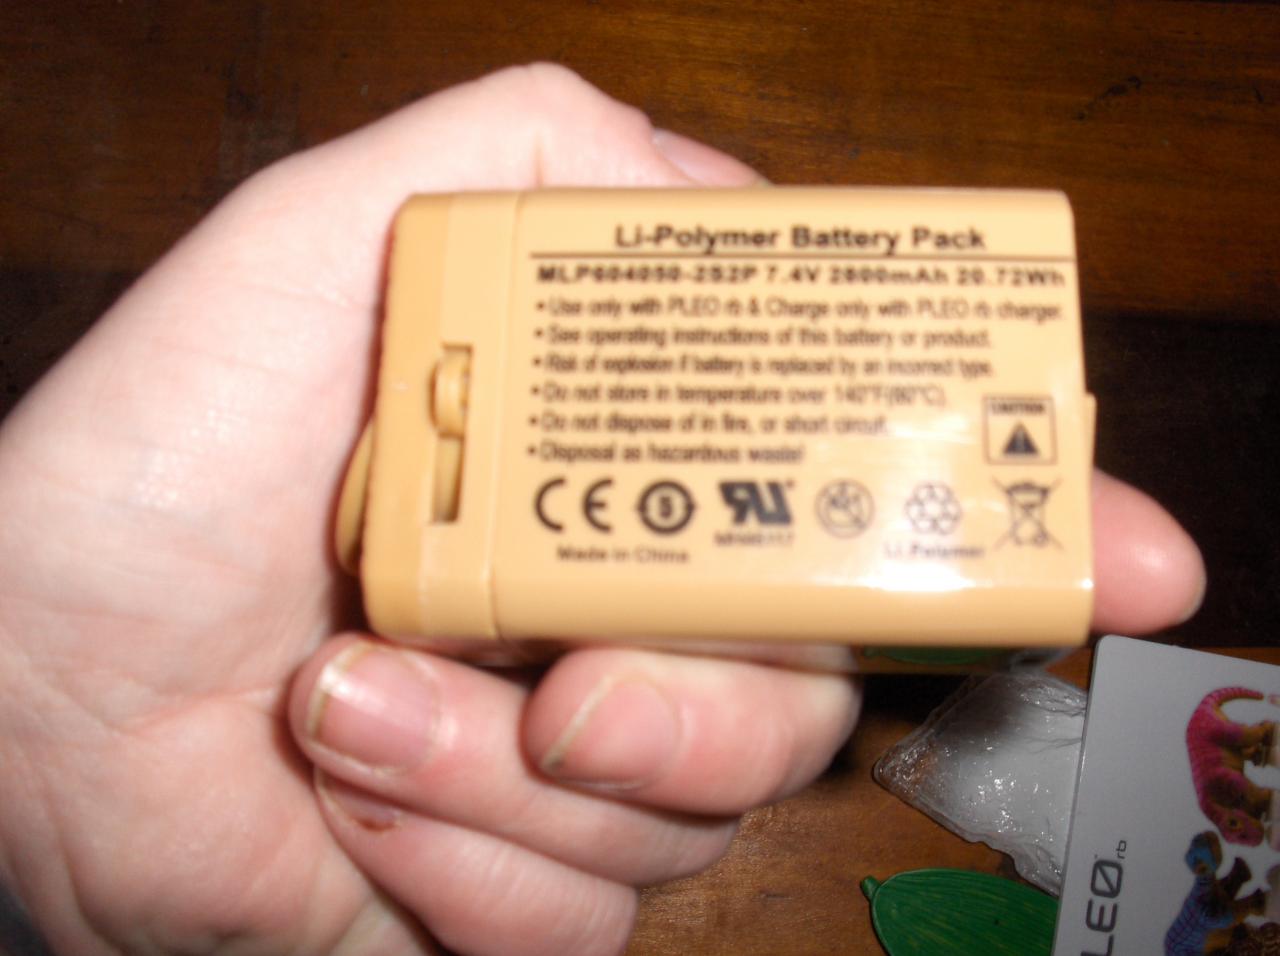 Li-Polymer Battery Pack
MLP604050-2S2P 7.4V 2800mAh 20.72Wh
• Use only with PLEO rb & Charge only with PLEO rb charger.
• See operating instructions of this battery or product.
• Risk of explosion if battery is replaced by an incorrect type.
• Do not store in temperature over 140°F(60°C).
• Do not dispose of in fire, or short circuit.
• Disposal as hazardous waste!
CAUTION
CE S
Made in China
Li Polymer
LEO rb